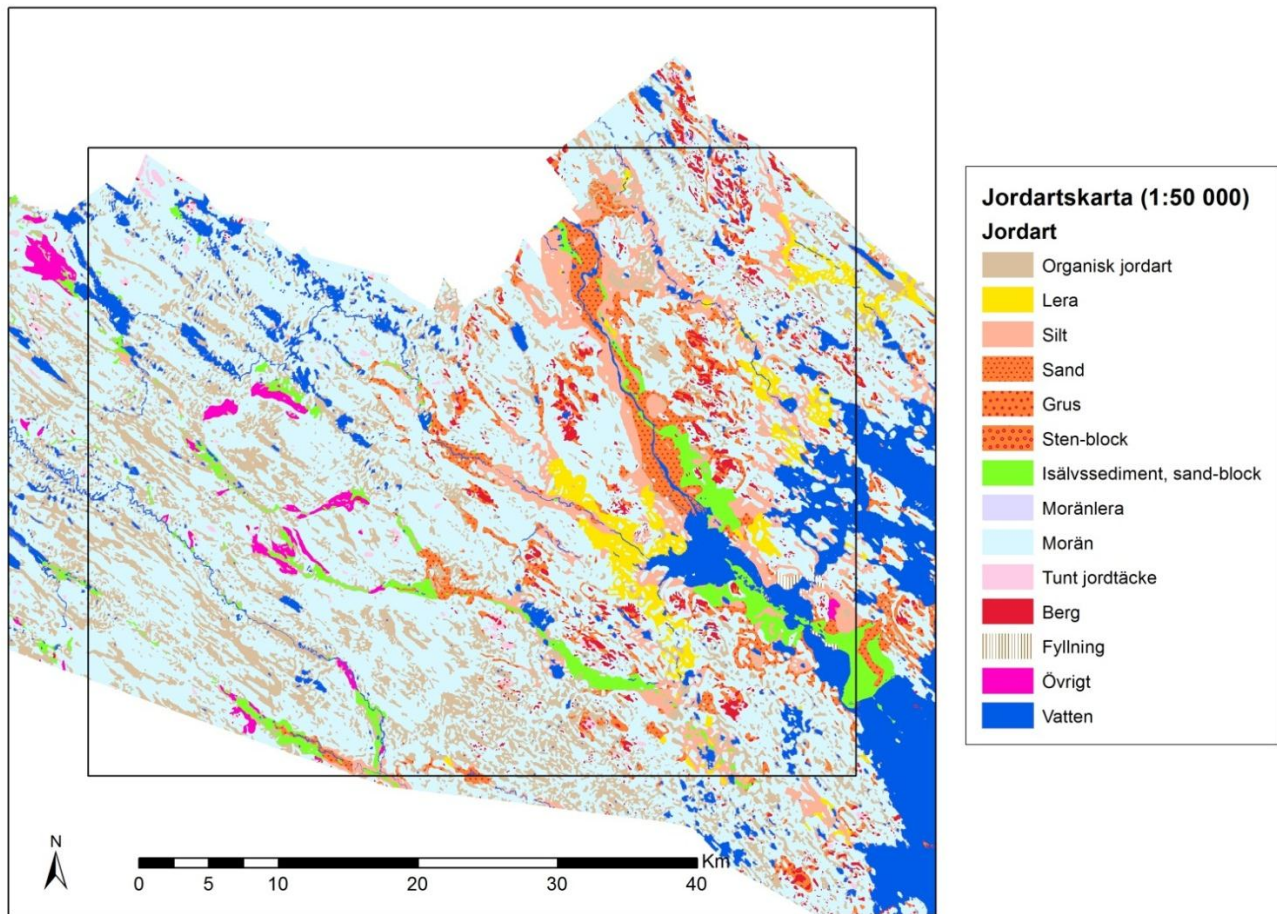 Jordartskarta (1:50 000)
Jordart
Organisk jordart
Lera
Silt
Sand
Grus
Sten-block
Isälvssediment, sand-block
Moränlera
Morän
Tunt jordtäcke
Berg
Fyllning
Övrigt
Vatten
N
Km
0 5 10 20 30 40